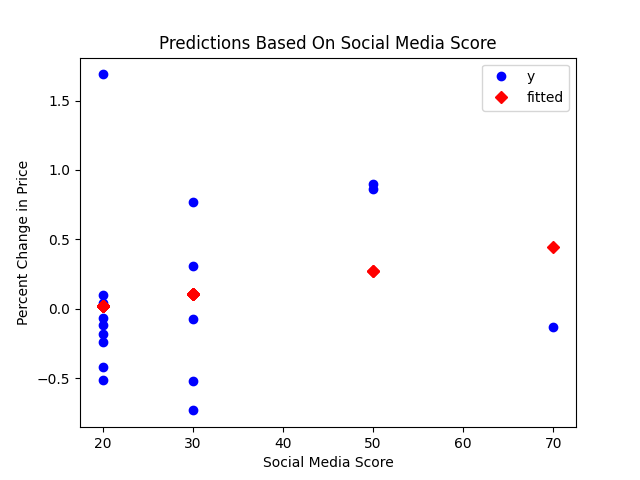 Predictions Based On Social Media Score
y
fitted
1.5
1.0
0.5
0.0
−0.5
Percent Change in Price
20 30 40 50 60 70
Social Media Score